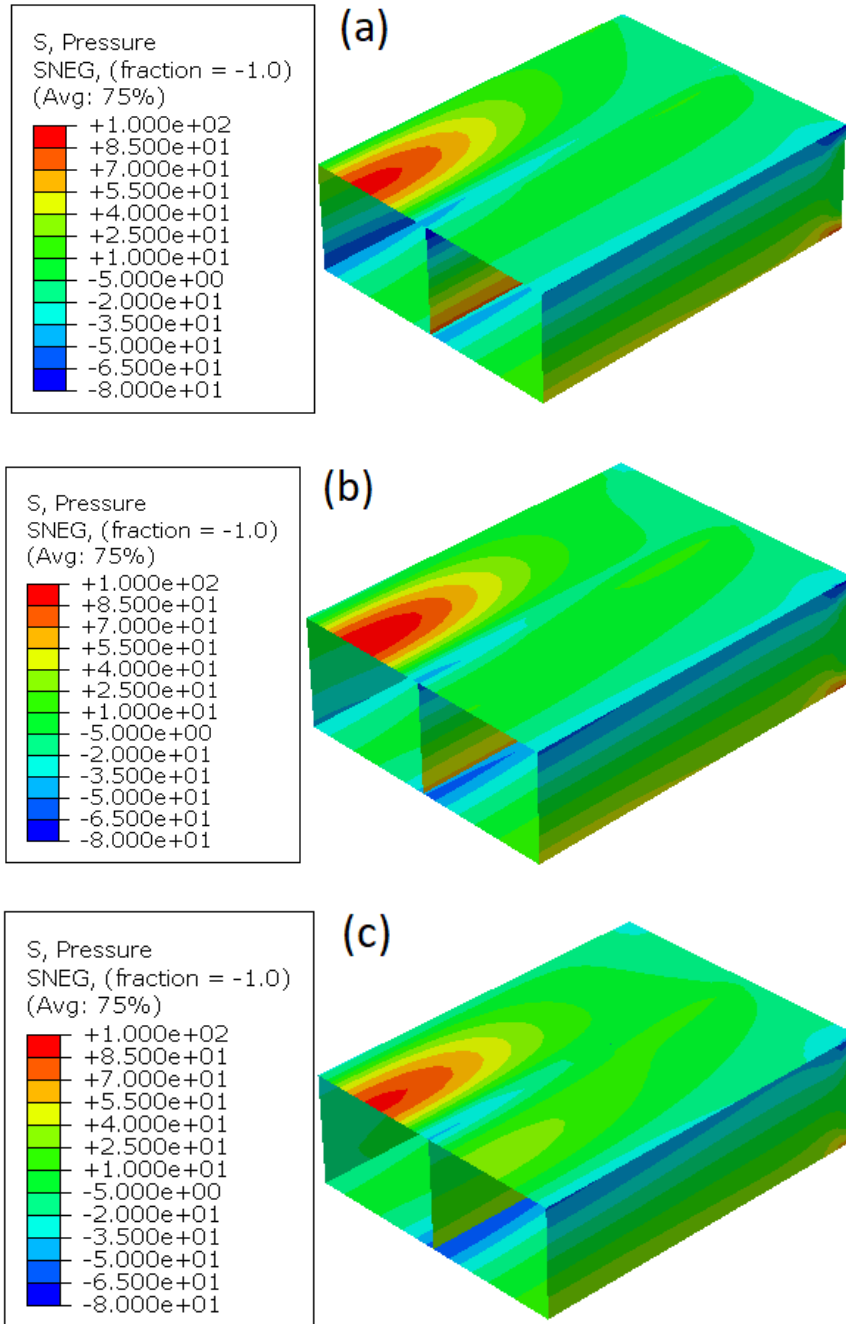 (a)
S, Pressure
SNEG, (fraction = -1.0)
(Avg: 75%)
+1.000e+02
+8.500e+01
+7.000e+01
+5.500e+01
+4.000e+01
+2.500e+01
+1.000e+01
-5.000e+00
-2.000e+01
-3.500e+01
-5.000e+01
-6.500e+01
-8.000e+01
(b)
S, Pressure
SNEG, (fraction = -1.0)
(Avg: 75%)
+1.000e+02
+8.500e+01
+7.000e+01
+5.500e+01
+4.000e+01
+2.500e+01
+1.000e+01
-5.000e+00
-2.000e+01
-3.500e+01
-5.000e+01
-6.500e+01
-8.000e+01
(c)
S, Pressure
SNEG, (fraction = -1.0)
(Avg: 75%)
+1.000e+02
+8.500e+01
+7.000e+01
+5.500e+01
+4.000e+01
+2.500e+01
+1.000e+01
-5.000e+00
-2.000e+01
-3.500e+01
-5.000e+01
-6.500e+01
-8.000e+01